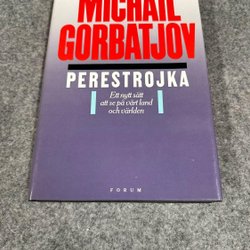 MICHAIL
GORBATJOV
PERESTROJKA
Ett nytt sätt
att se på vårt land
och världen
FORUM